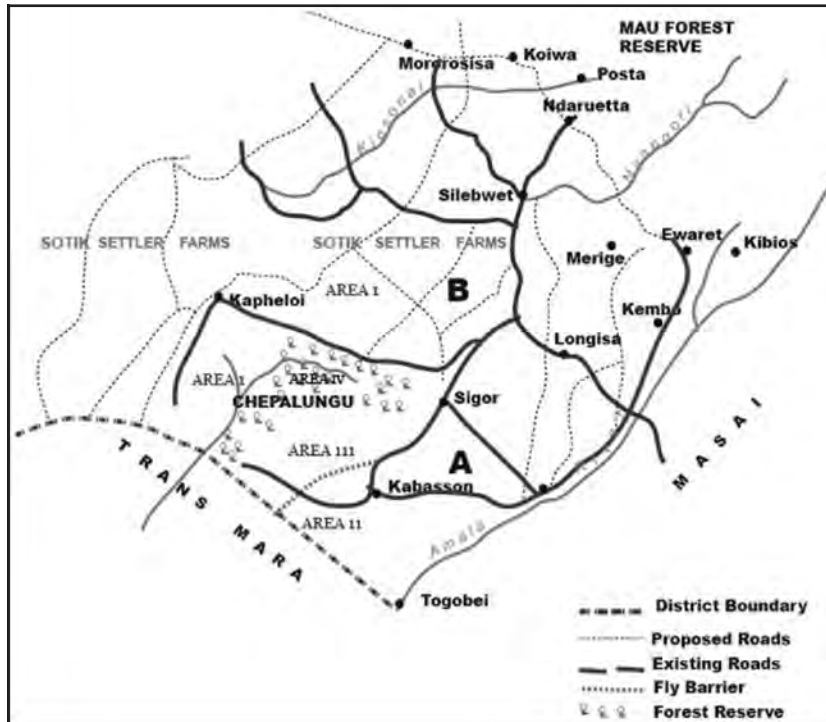 MAU FOREST
RESERVE
Koiwa
Mororosisa
Posta
Ndaruetta
Kiesonoi
Nyangori
Silebwet
Ewaret
SOTIK SETTLER FARMS
SOTIK SETTLER FARMS
Merige
Kibios
AREA I
B
Kapheloi
Kembo
Longisa
AREA I
AREA IV
CHEPALUNGU
Sigor
AREA 111
A
MASAI
TRANS MARA
Kabasson
AREA 11
Amala
Togobei
District Boundary
Proposed Roads
Existing Roads
Fly Barrier
Forest Reserve